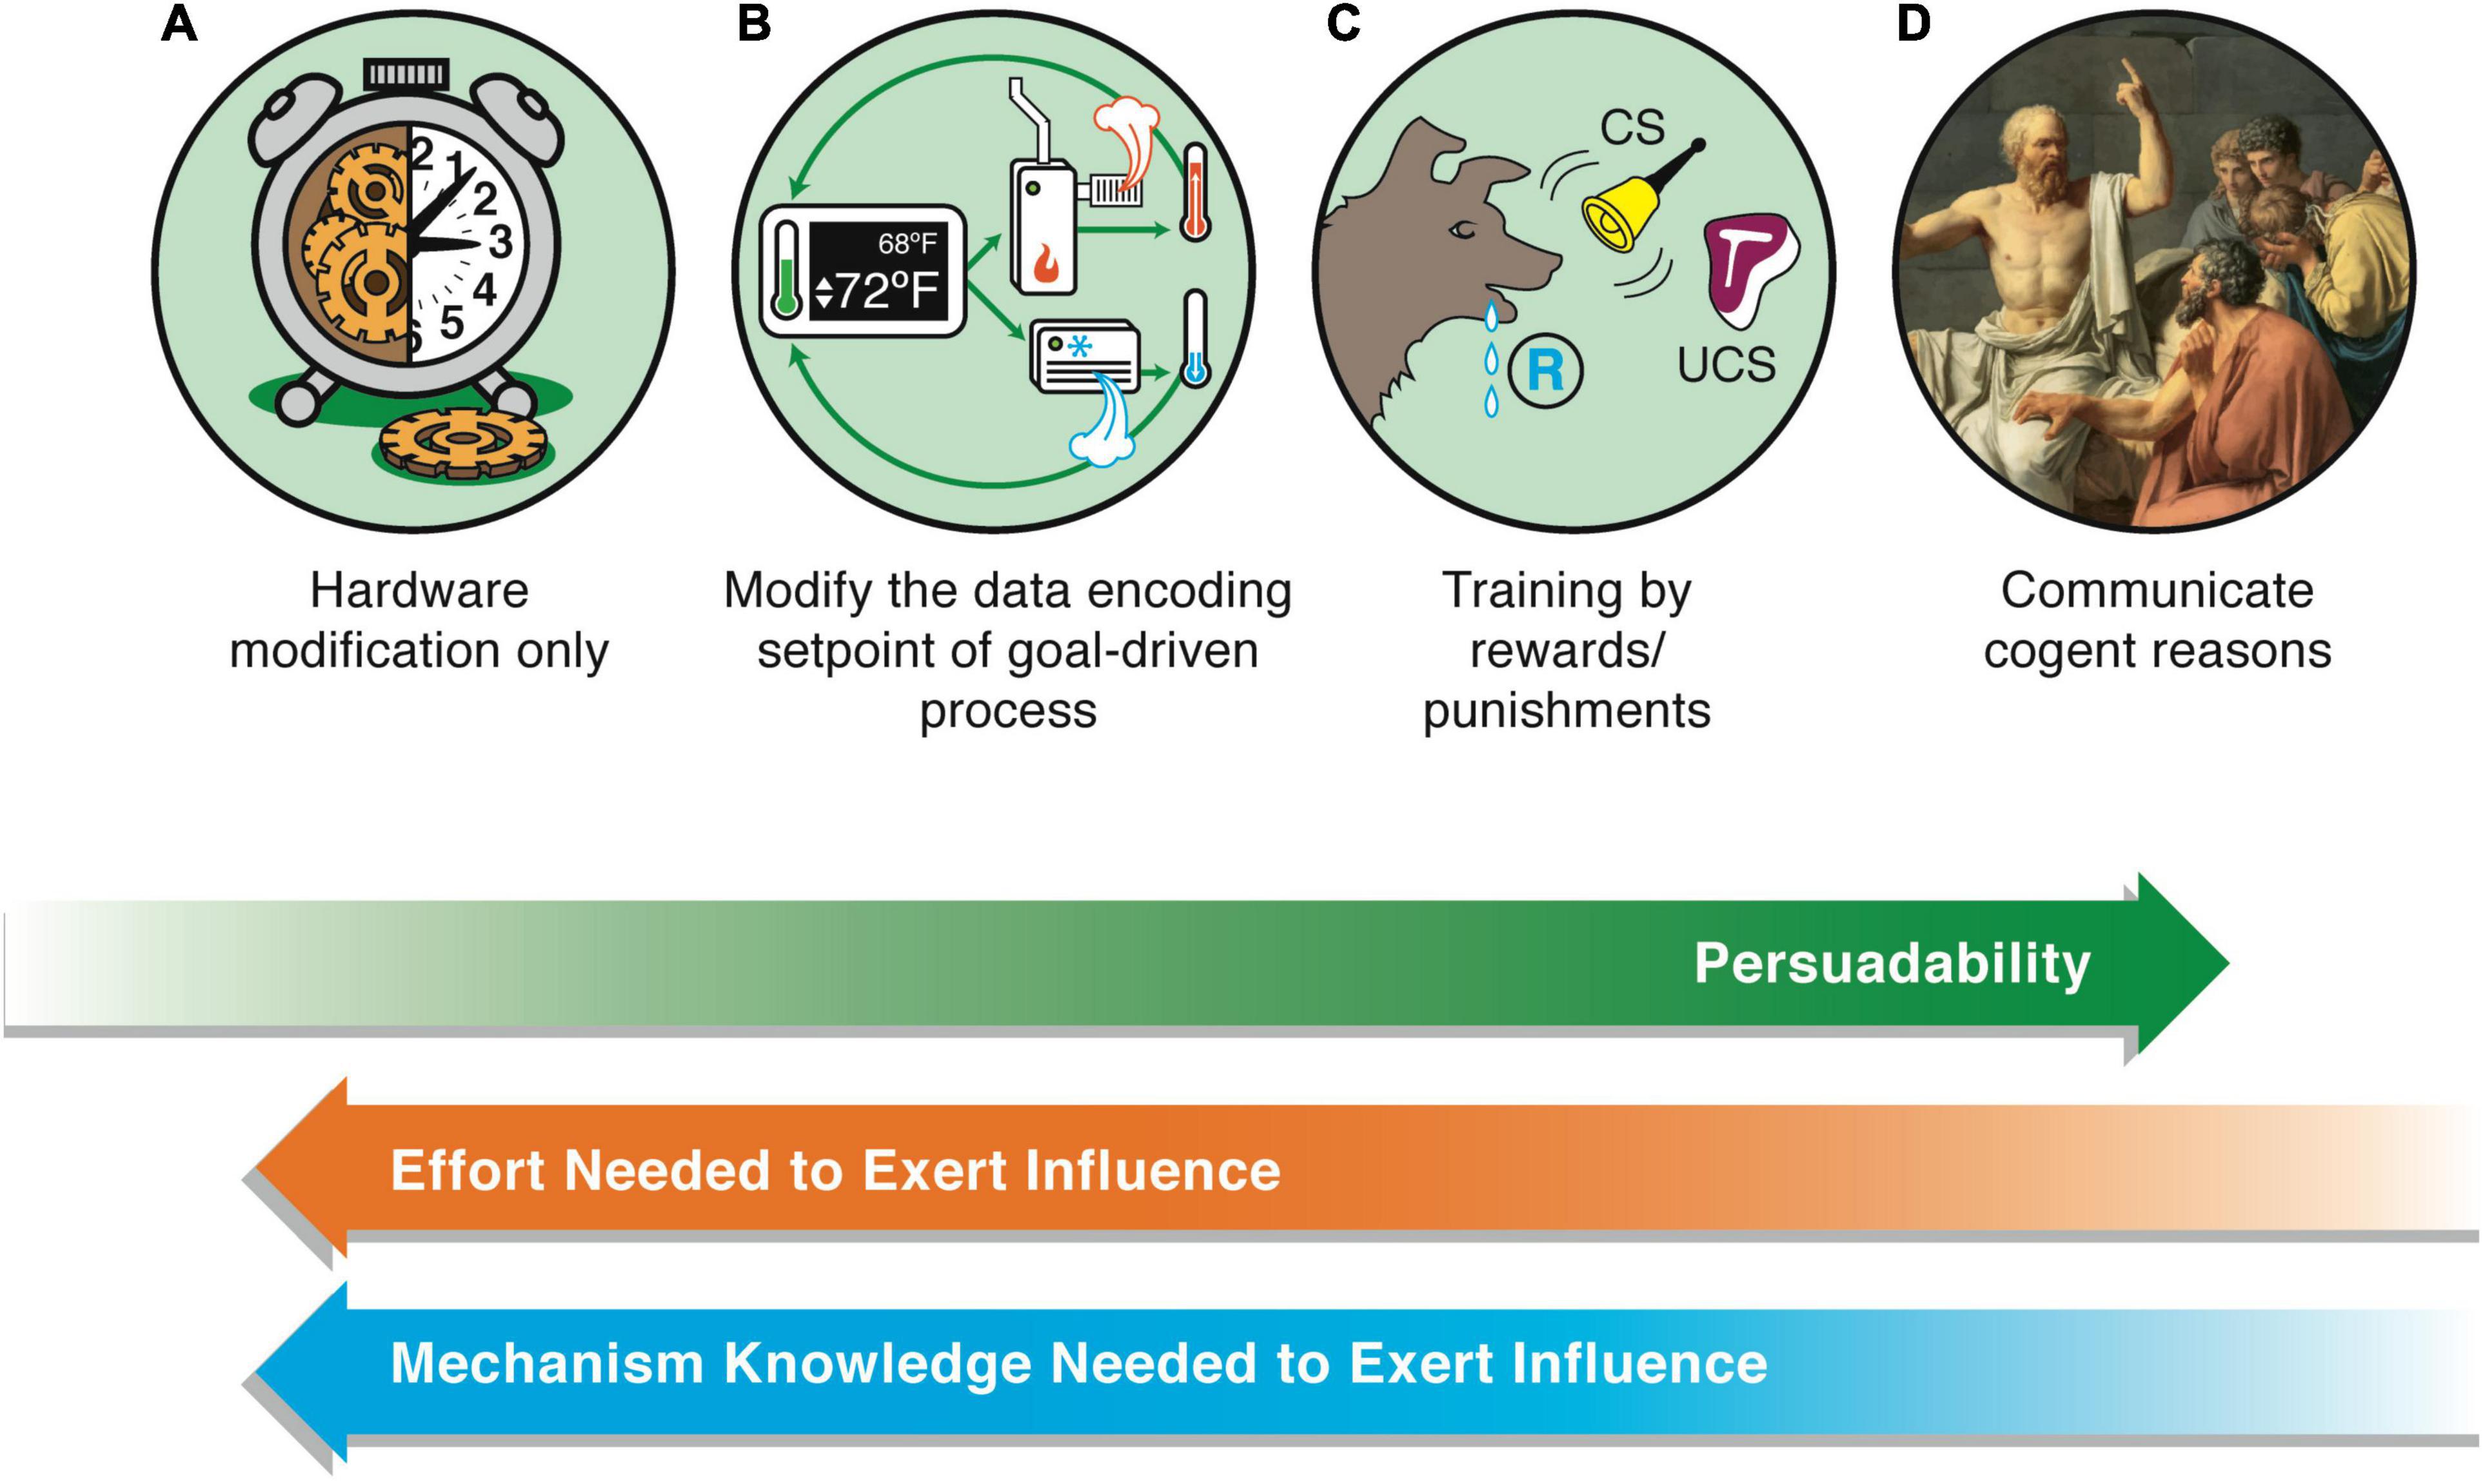 A
B
C
D
2
1
2
3
4
5
6
68°F
72°F
CS
R
UCS
Hardware
modification only
Modify the data encoding
setpoint of goal-driven
process
Training by
rewards/
punishments
Communicate
cogent reasons
Persuadability
Effort Needed to Exert Influence
Mechanism Knowledge Needed to Exert Influence